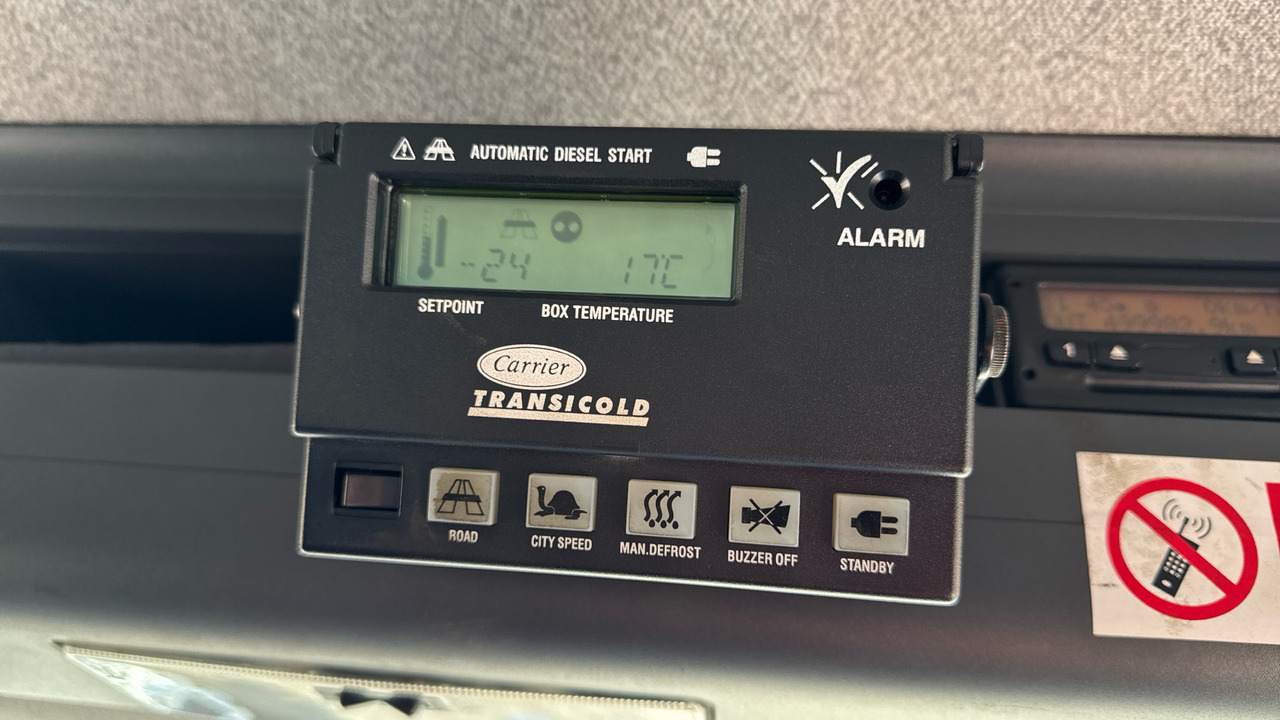 AUTOMATIC DIESEL START
ALARM
-24 17C
SETPOINT BOX TEMPERATURE
Carrier
TRANSICOLD
ROAD CITY SPEED MAN.DEFROST BUZZER OFF STANDBY